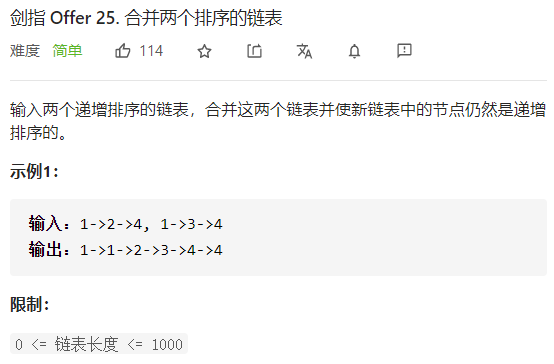 剑指 Offer 25. 合并两个排序的链表
难度 简单 114
输入两个递增排序的链表，合并这两个链表并使新链表中的节点仍然是递增
排序的。
示例1：
输入：1->2->4, 1->3->4
输出：1->1->2->3->4->4
限制：
0 <= 链表长度 <= 1000